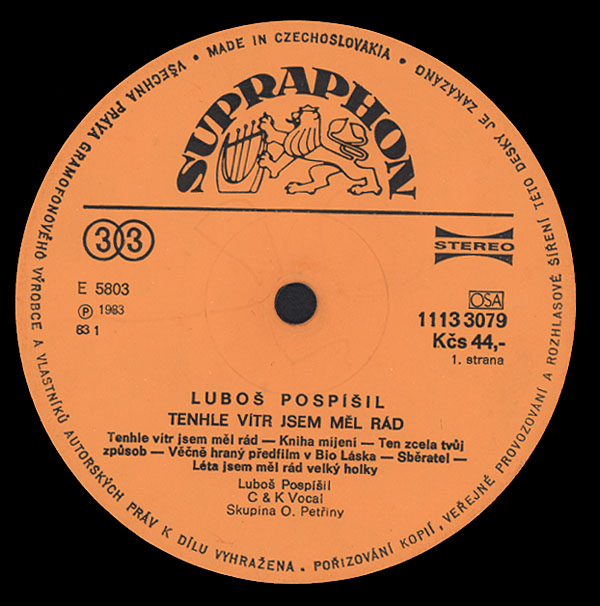 • MADE IN CZECHOSLOVAKIA •
VŠECHNA PRÁVA GRAMOFONOVÉHO VÝROBCE A VLASTNÍKŮ AUTORSKÝCH PRÁV K DÍLU VYHRAŽENA. • POŘIZOVÁNÍ KOPIÍ, VEŘEJNÉ PROVOZOVÁNÍ A ROZHLASOVÉ ŠÍŘENÍ TÉTO DESKY JE ZAKÁZÁNO
SUPRAPHON
33
STEREO
E 5803
Ⓟ 1983
83 1
OSA
1113 3079
Kčs 44,-
1. strana
LUBOŠ POSPÍŠIL
TENHLE VÍTR JSEM MĚL RÁD
Tenhle vítr jsem měl rád — Kniha míjení — Ten zcela tvůj
způsob — Věčně hraný předfilm v Bio Láska — Sběratel —
Léta jsem měl rád velký holky
Luboš Pospíšil
C & K Vocal
Skupina O. Petřiny